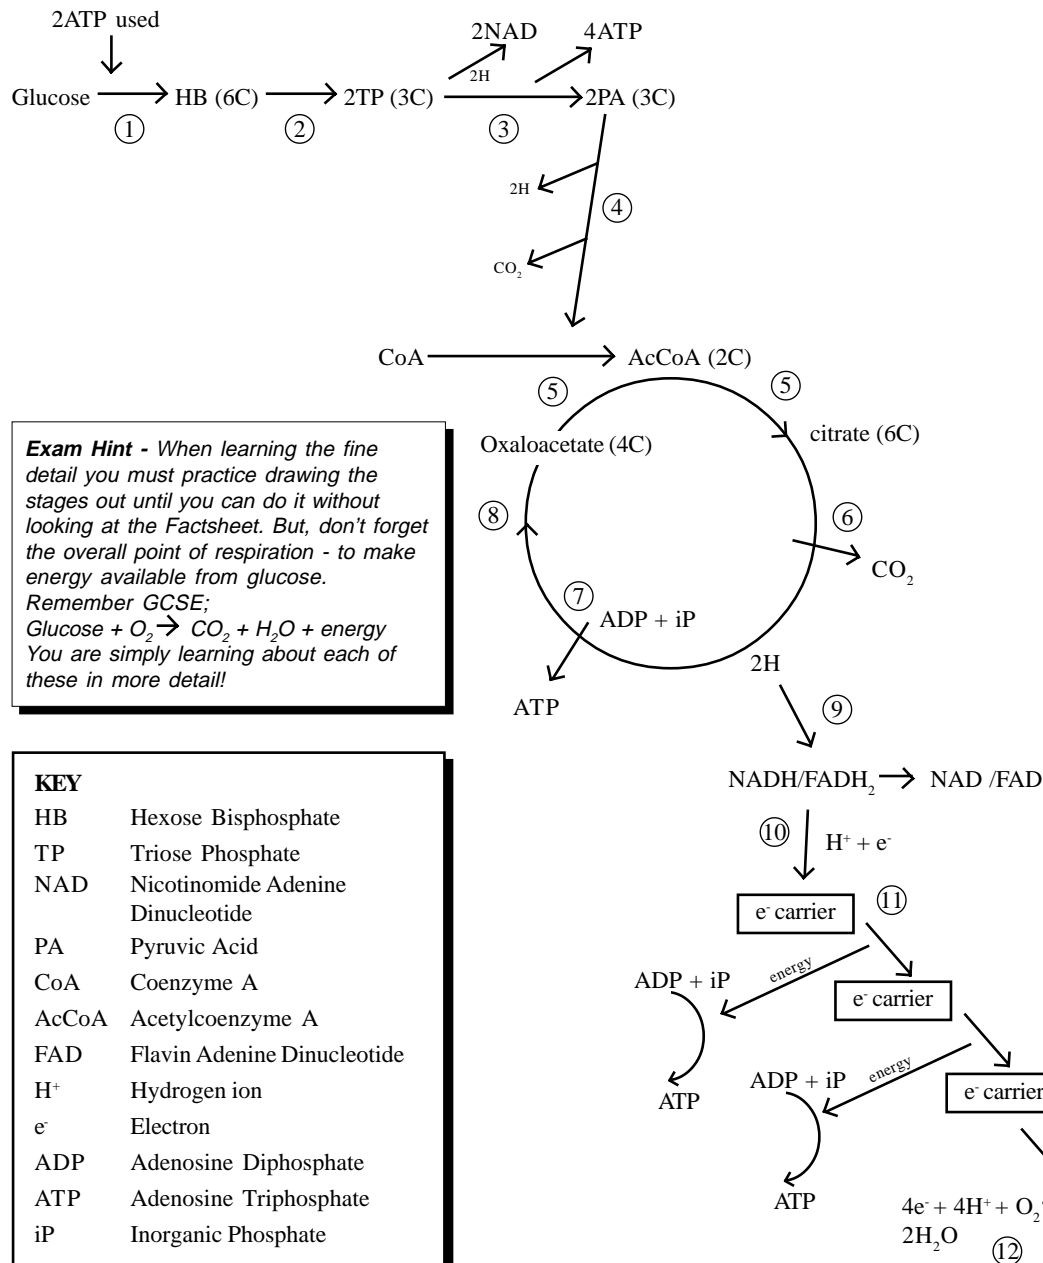 2ATP used
2NAD
4ATP
2H
Glucose
HB (6C)
2TP (3C)
2PA (3C)
1
2
3
2H
4
CO2
CoA
AcCoA (2C)
5
5
Oxaloacetate (4C)
citrate (6C)
8
6
CO2
7
ADP + iP
2H
ATP
9
Exam Hint - When learning the fine
detail you must practice drawing the
stages out until you can do it without
looking at the Factsheet. But, don't forget
the overall point of respiration - to make
energy available from glucose.
Remember GCSE;
Glucose + O2 → CO2 + H2O + energy
You are simply learning about each of
these in more detail!
KEY
HB Hexose Bisphosphate
TP Triose Phosphate
NAD Nicotinomide Adenine
Dinucleotide
PA Pyruvic Acid
CoA Coenzyme A
AcCoA Acetylcoenzyme A
FAD Flavin Adenine Dinucleotide
H+ Hydrogen ion
e- Electron
ADP Adenosine Diphosphate
ATP Adenosine Triphosphate
iP Inorganic Phosphate
NADH/FADH2
NAD /FAD
10
H+ + e-
e- carrier
11
energy
ADP + iP
e- carrier
ATP
energy
ADP + iP
e- carrier
ATP
4e- + 4H+ + O2
2H2O
12